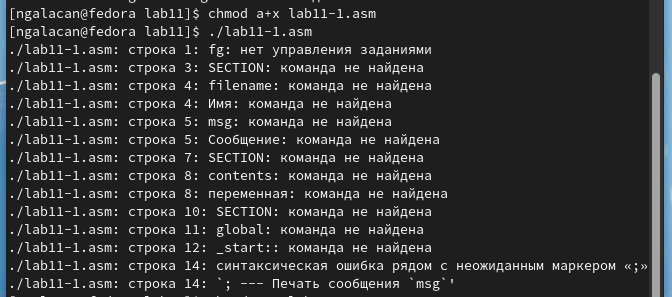 [ngalacan@fedora lab11]$ chmod a+x lab11-1.asm
[ngalacan@fedora lab11]$ ./lab11-1.asm
./lab11-1.asm: строка 1: fg: нет управления заданиями
./lab11-1.asm: строка 3: SECTION: команда не найдена
./lab11-1.asm: строка 4: filename: команда не найдена
./lab11-1.asm: строка 4: Имя: команда не найдена
./lab11-1.asm: строка 5: msg: команда не найдена
./lab11-1.asm: строка 5: Сообщение: команда не найдена
./lab11-1.asm: строка 7: SECTION: команда не найдена
./lab11-1.asm: строка 8: contents: команда не найдена
./lab11-1.asm: строка 8: переменная: команда не найдена
./lab11-1.asm: строка 10: SECTION: команда не найдена
./lab11-1.asm: строка 11: global: команда не найдена
./lab11-1.asm: строка 12: _start:: команда не найдена
./lab11-1.asm: строка 14: синтаксическая ошибка рядом с неожиданным маркером «;»
./lab11-1.asm: строка 14: `; --- Печать сообщения `msg`'